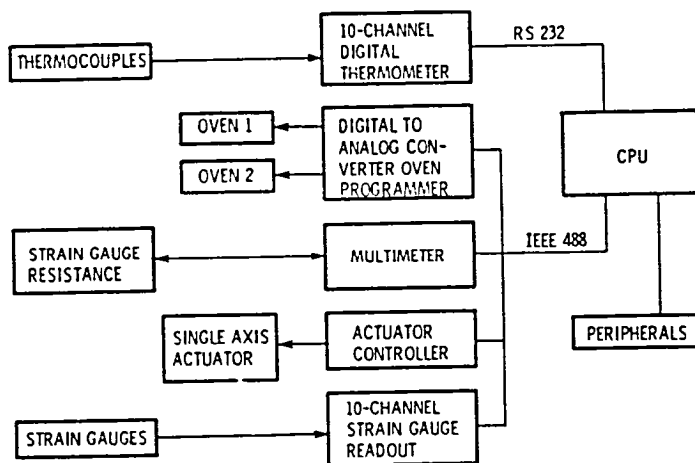 10-CHANNEL
DIGITAL
THERMOMETER
RS 232
THERMOCOUPLES
OVEN 1
OVEN 2
DIGITAL TO
ANALOG CON-
VERTER OVEN
PROGRAMMER
CPU
STRAIN GAUGE
RESISTANCE
MULTIMETER
IEEE 488
SINGLE AXIS
ACTUATOR
ACTUATOR
CONTROLLER
PERIPHERALS
STRAIN GAUGES
10-CHANNEL
STRAIN GAUGE
READOUT